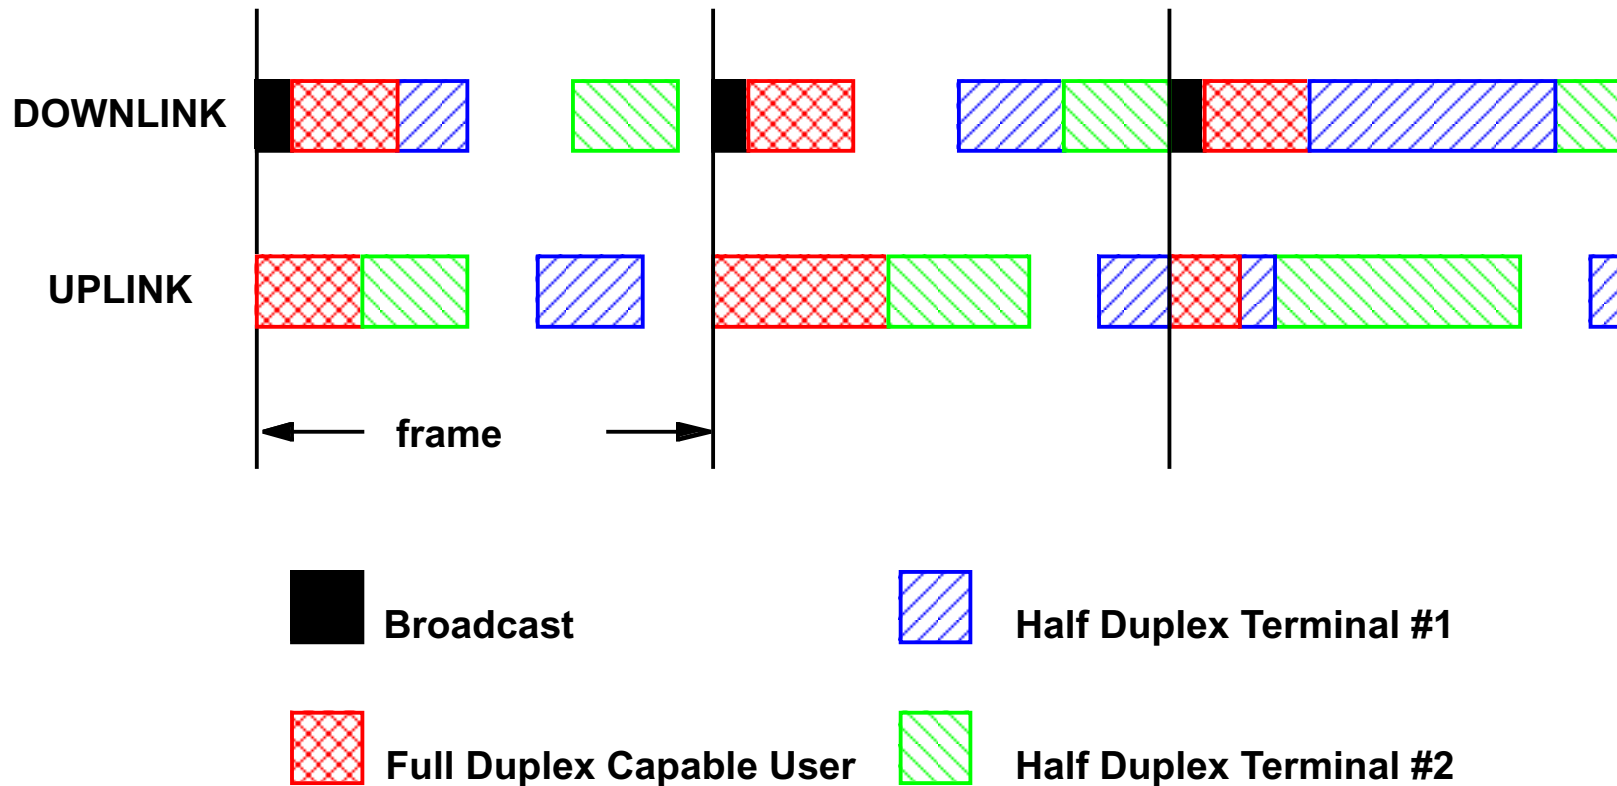 DOWNLINK
UPLINK
frame
Broadcast
Half Duplex Terminal #1
Full Duplex Capable User
Half Duplex Terminal #2